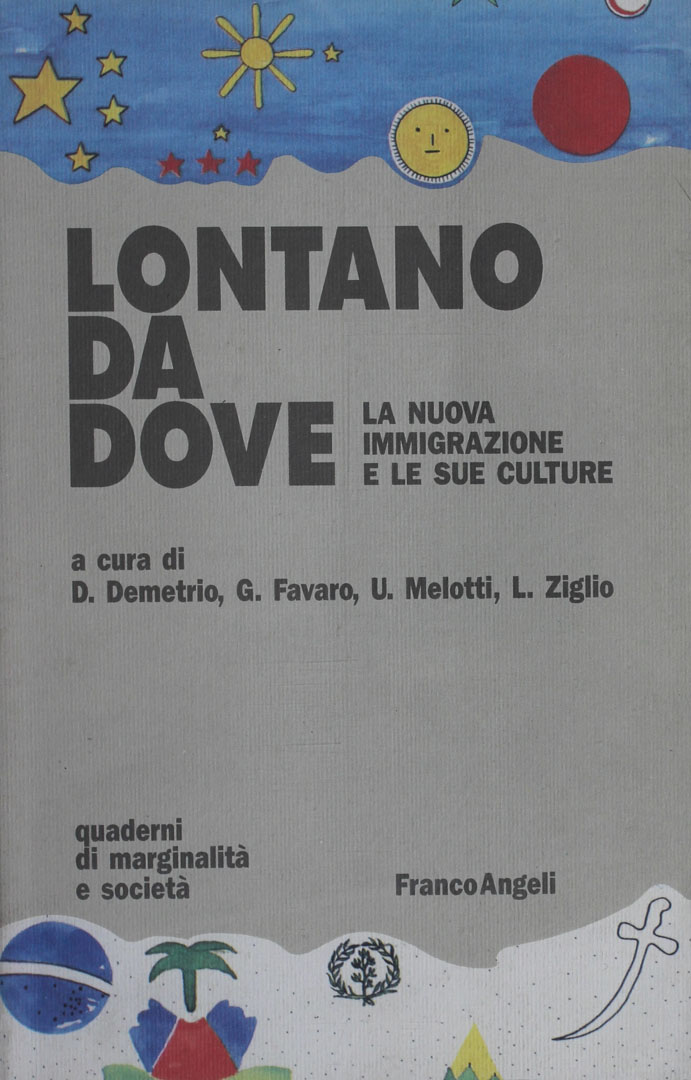 LONTANO
DA
DOVE
LA NUOVA
IMMIGRAZIONE
E LE SUE CULTURE
a cura di
D. Demetrio, G. Favaro, U. Melotti, L. Ziglio
quaderni
di marginalità
e società
FrancoAngeli